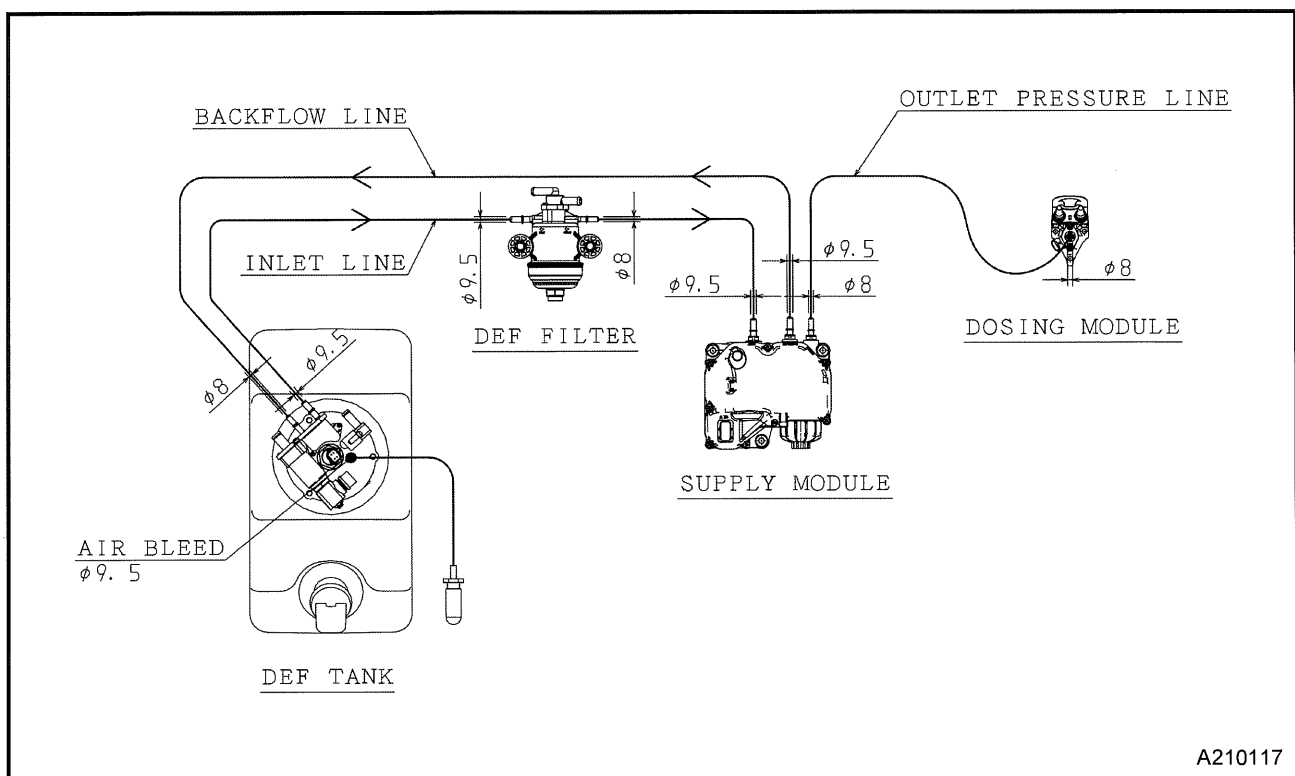 BACKFLOW LINE
OUTLET PRESSURE LINE
INLET LINE
φ9.5
φ8
φ9.5
φ9.5
φ8
φ8
DEF FILTER
DOSING MODULE
φ8
φ9.5
SUPPLY MODULE
AIR BLEED
φ9.5
DEF TANK
A210117